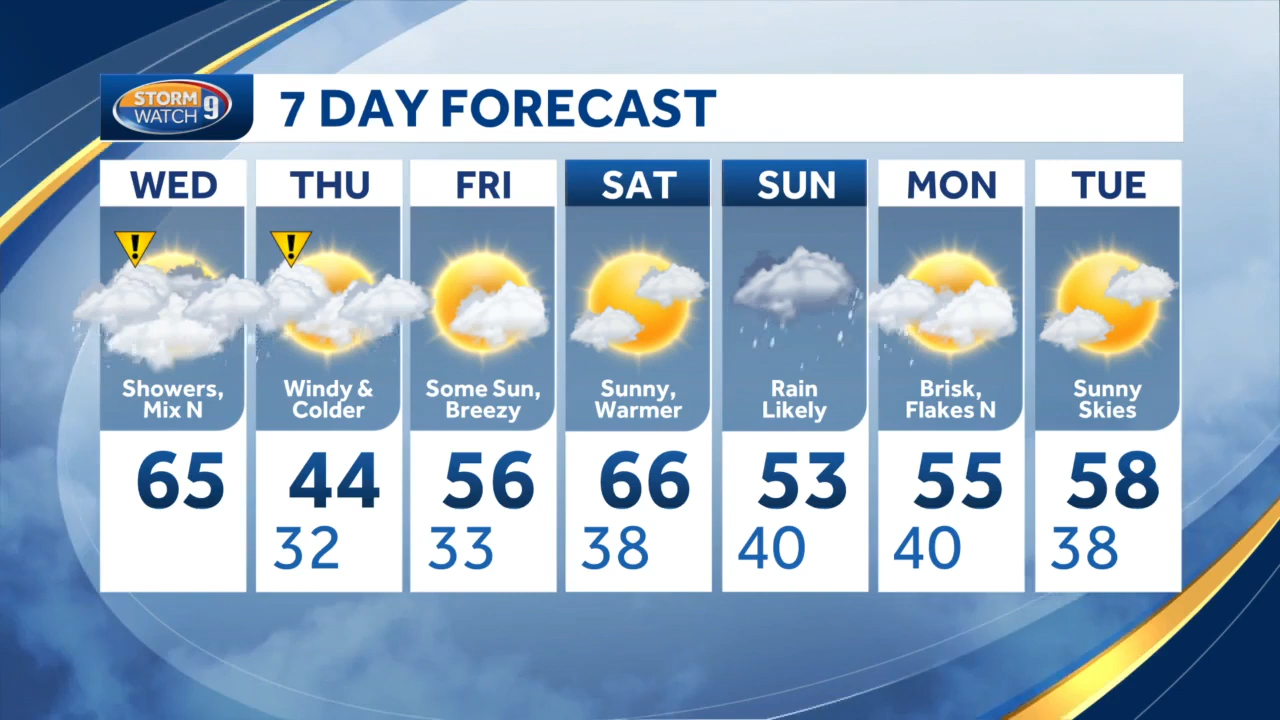 STORM
WATCH 9
7 DAY FORECAST
WED
THU
FRI
SAT
SUN
MON
TUE
!
!
Showers,
Mix N
Windy &
Colder
Some Sun,
Breezy
Sunny,
Warmer
Rain
Likely
Brisk,
Flakes N
Sunny
Skies
65
44
56
66
53
55
58
32
33
38
40
40
38